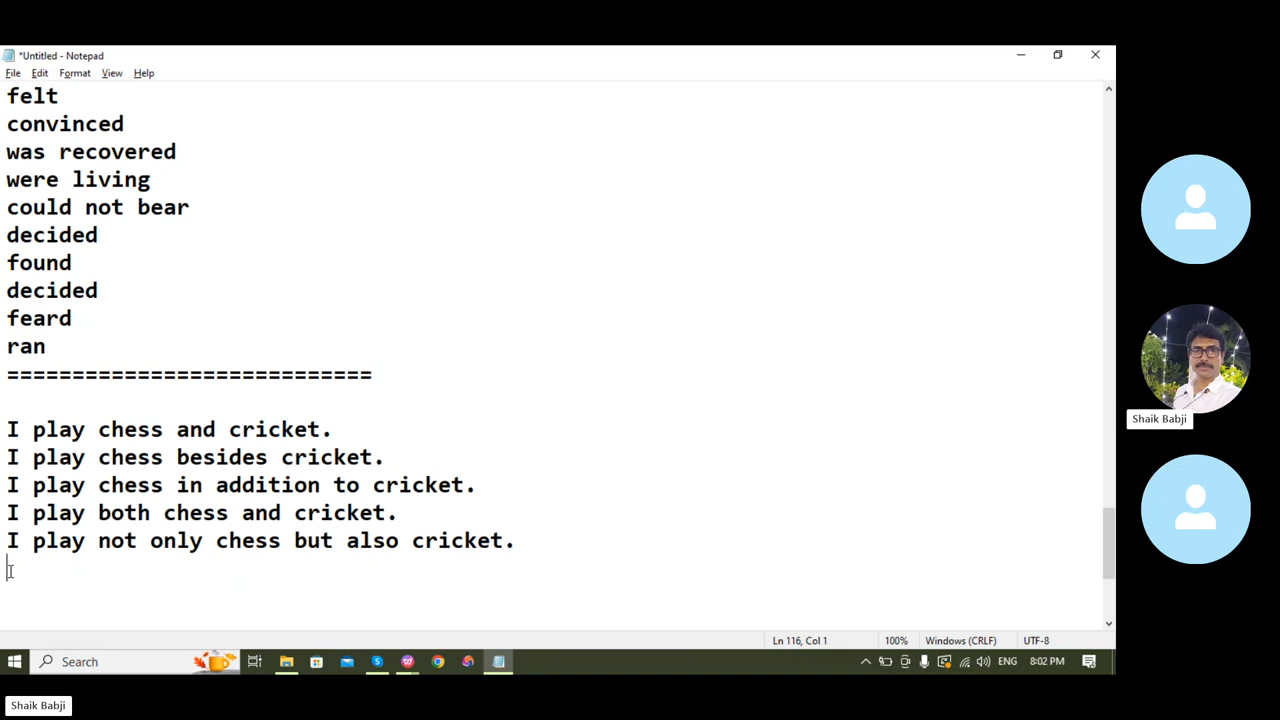 *Untitled - Notepad
File Edit Format View Help
felt
convinced
was recovered
were living
could not bear
decided
found
decided
feard
ran
============================
I play chess and cricket.
I play chess besides cricket.
I play chess in addition to cricket.
I play both chess and cricket.
I play not only chess but also cricket.
Ln 116, Col 1 100% Windows (CRLF) UTF-8
Search ENG 8:02 PM
Shaik Babji
Shaik Babji